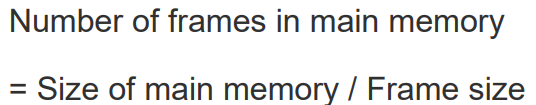 Number of frames in main memory
= Size of main memory / Frame size